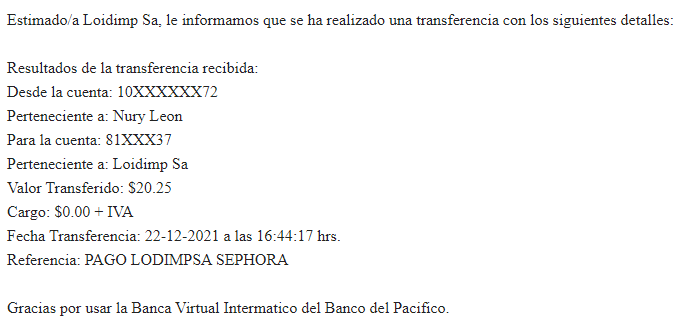 Estimado/a Loidimp Sa, le informamos que se ha realizado una transferencia con los siguientes detalles:
Resultados de la transferencia recibida:
Desde la cuenta: 10XXXXXX72
Perteneciente a: Nury Leon
Para la cuenta: 81XXX37
Perteneciente a: Loidimp Sa
Valor Transferido: $20.25
Cargo: $0.00 + IVA
Fecha Transferencia: 22-12-2021 a las 16:44:17 hrs.
Referencia: PAGO LODIMPSA SEPHORA
Gracias por usar la Banca Virtual Intermatico del Banco del Pacifico.